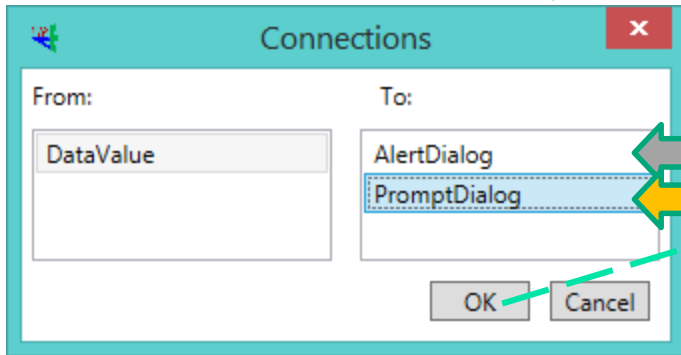 Connections
From:
To:
DataValue
AlertDialog
PromptDialog
OK
Cancel